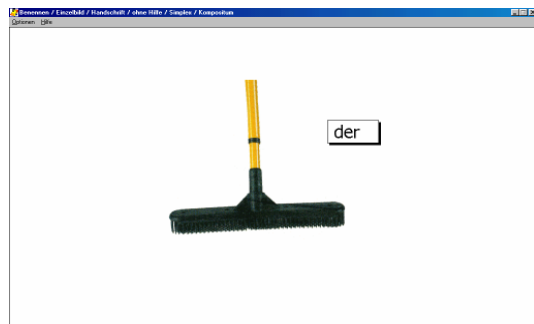 Benennen / Einzelbild / Handschrift / ohne Hilfe / Simplex / Kompositum
Optionen Hilfe
der